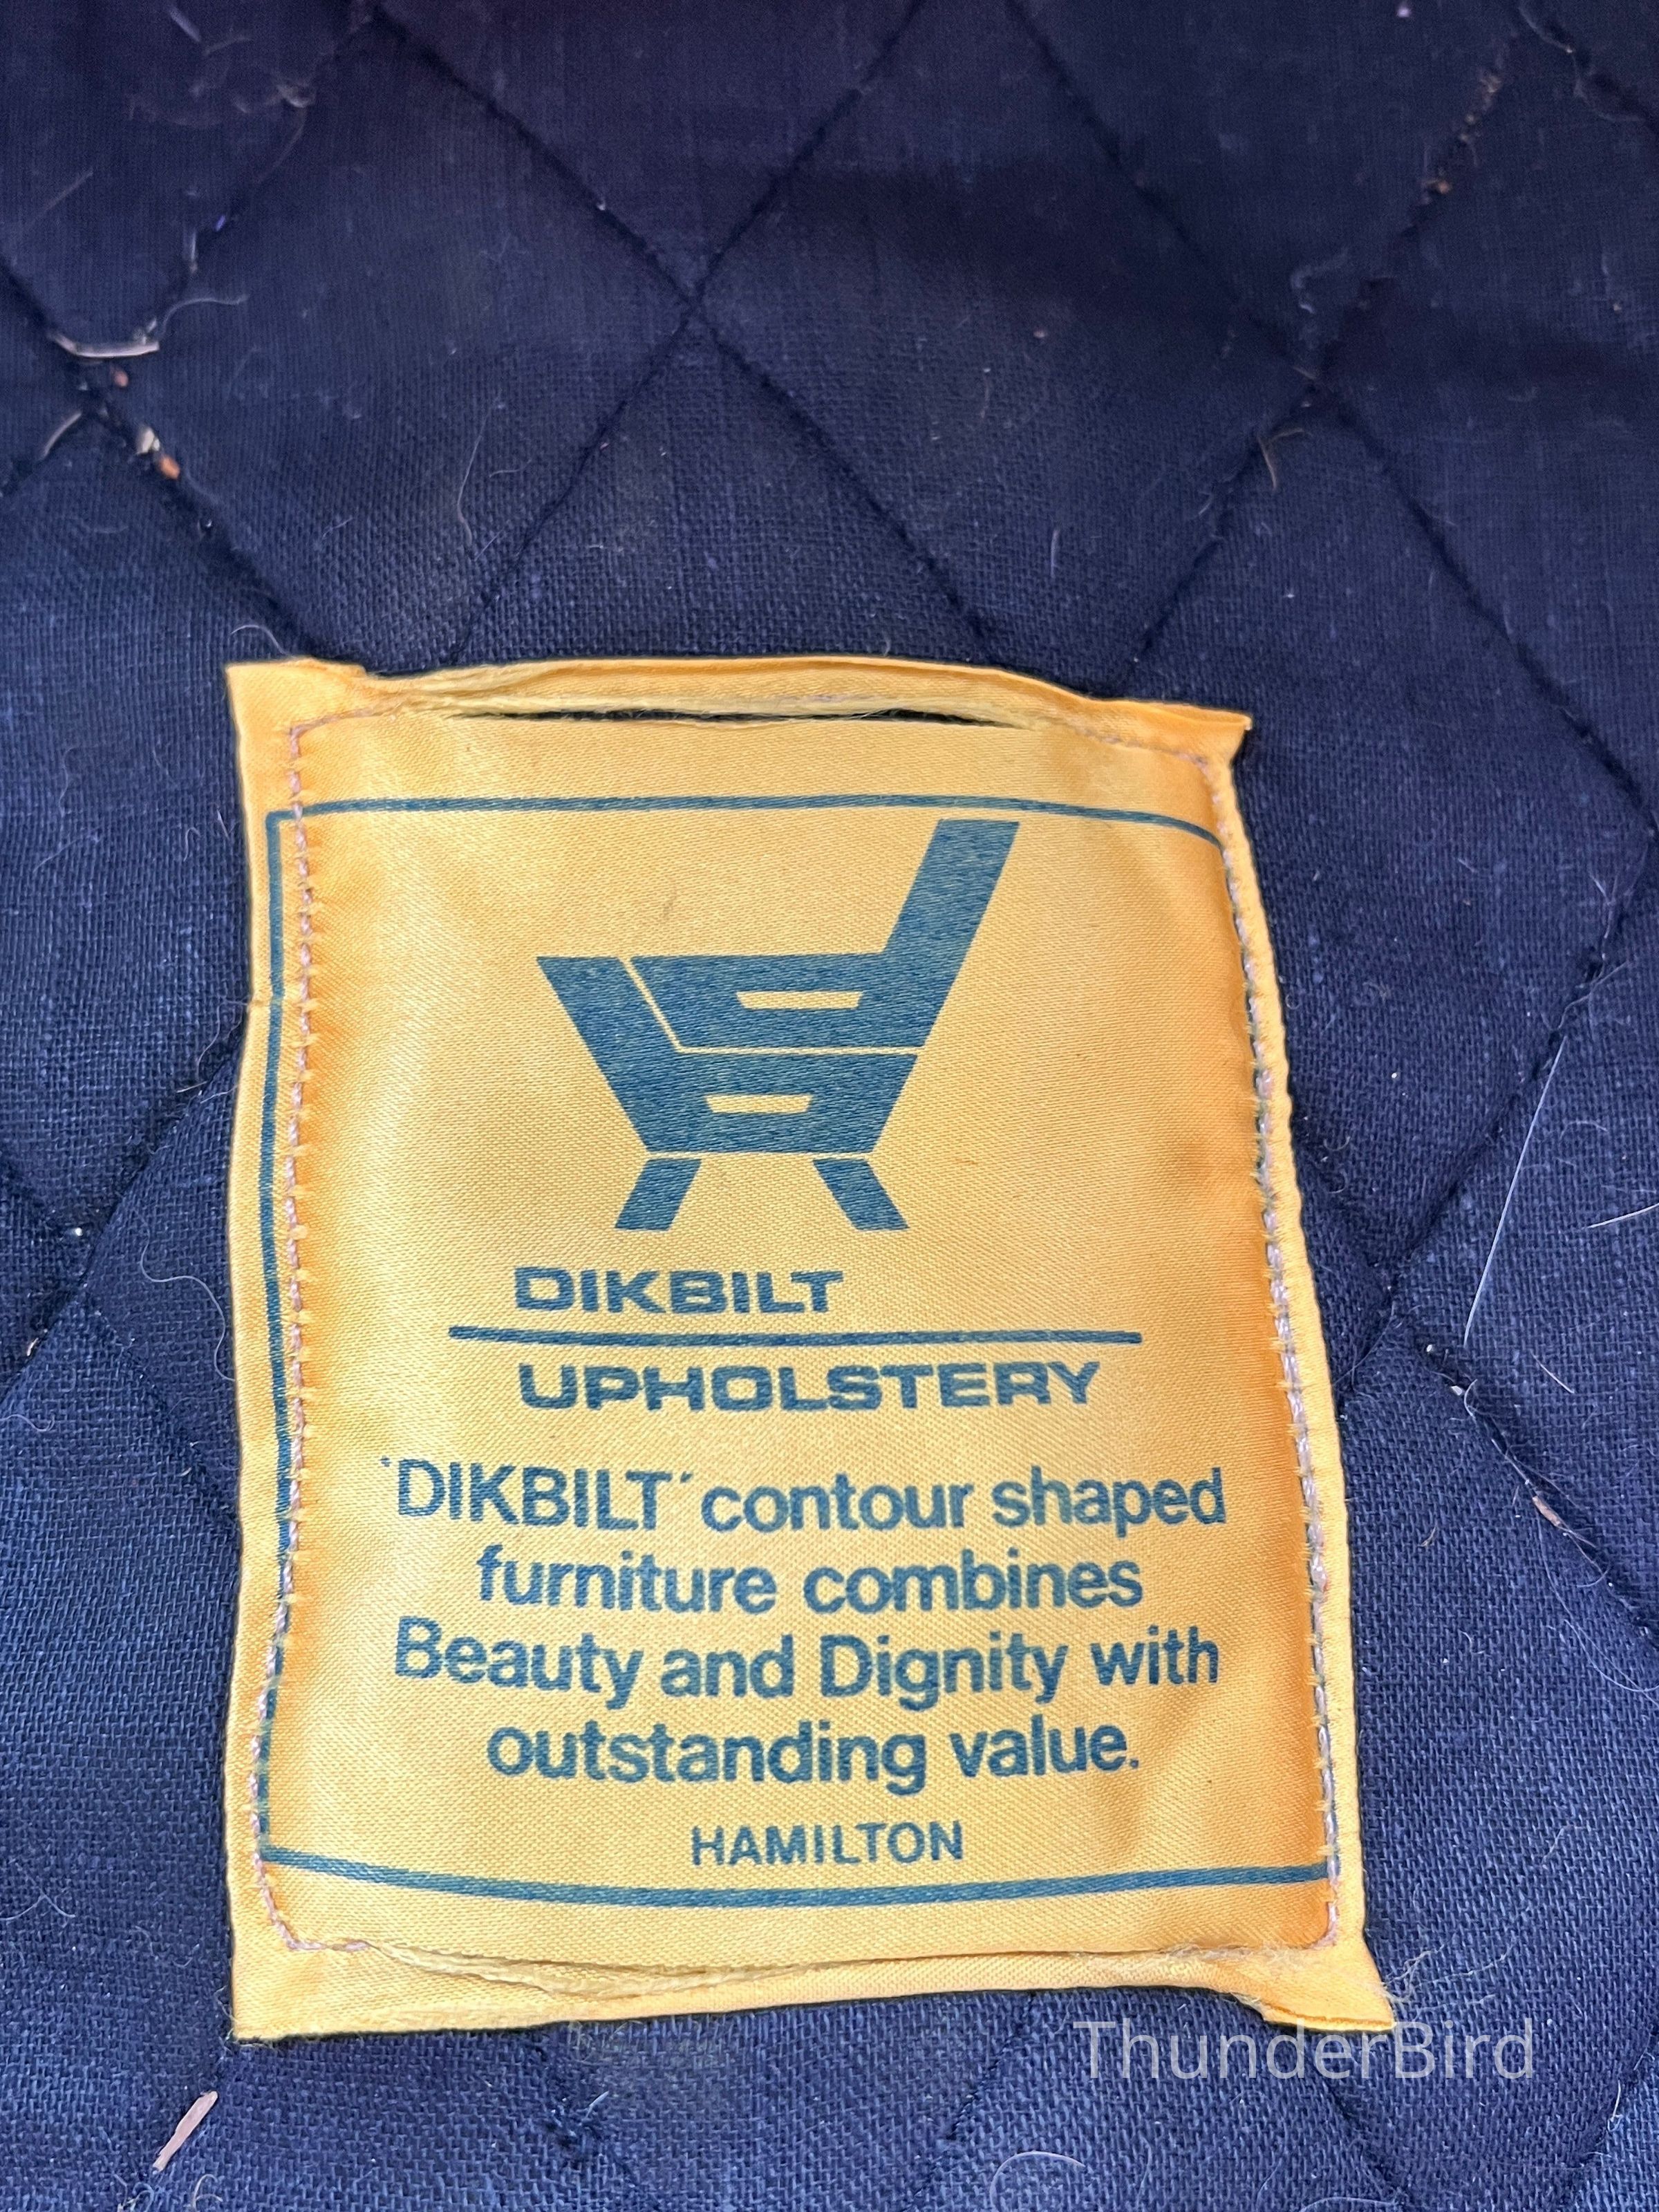 DIKBILT
UPHOLSTERY
'DIKBILT' contour shaped
furniture combines
Beauty and Dignity with
outstanding value.
HAMILTON
ThunderBird